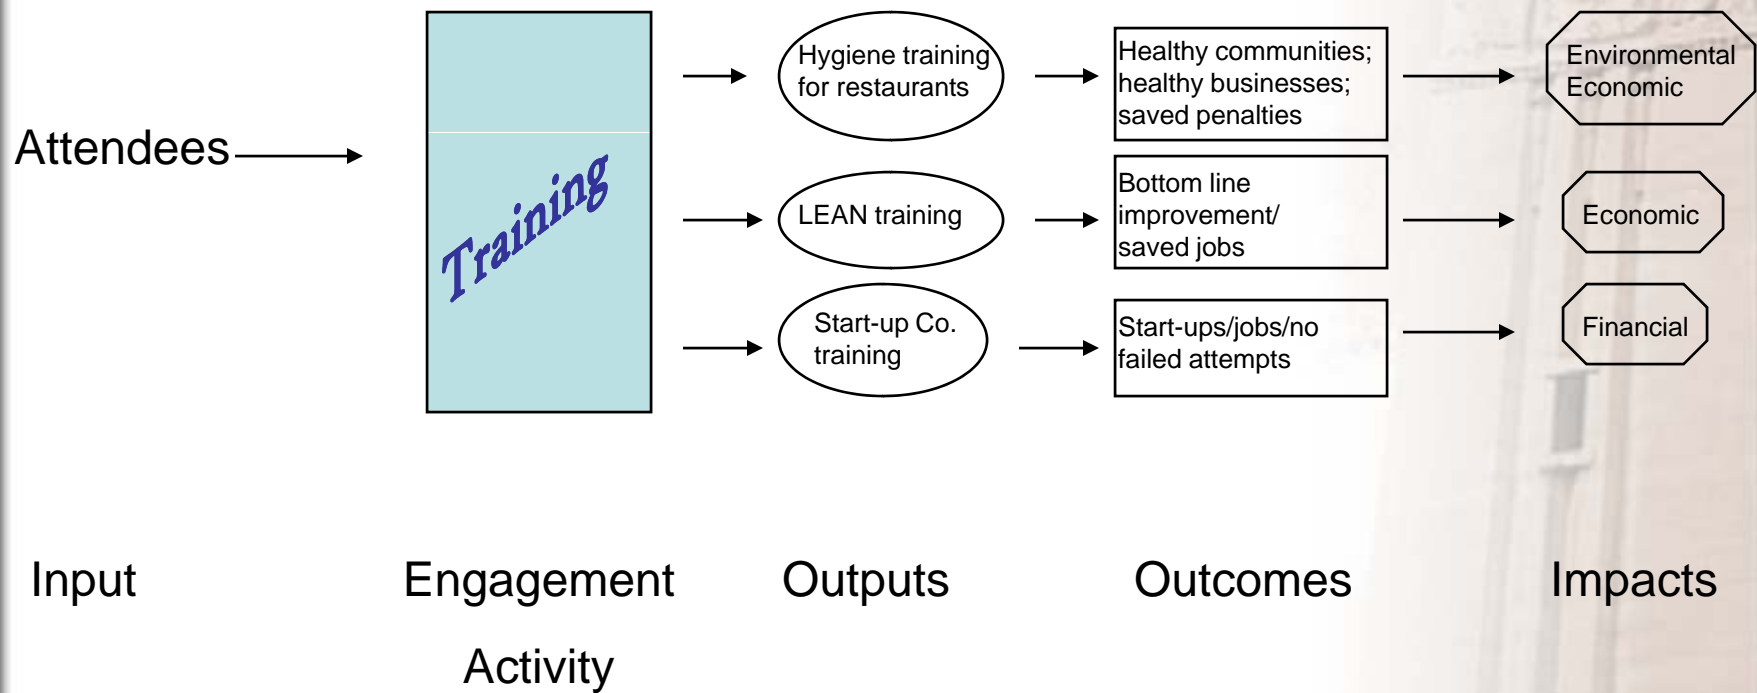 Attendees
Training
Hygiene training
for restaurants
Healthy communities;
healthy businesses;
saved penalties
Environmental
Economic
LEAN training
Bottom line
improvement/
saved jobs
Economic
Start-up Co.
training
Start-ups/jobs/no
failed attempts
Financial
Input
Engagement
Activity
Outputs
Outcomes
Impacts